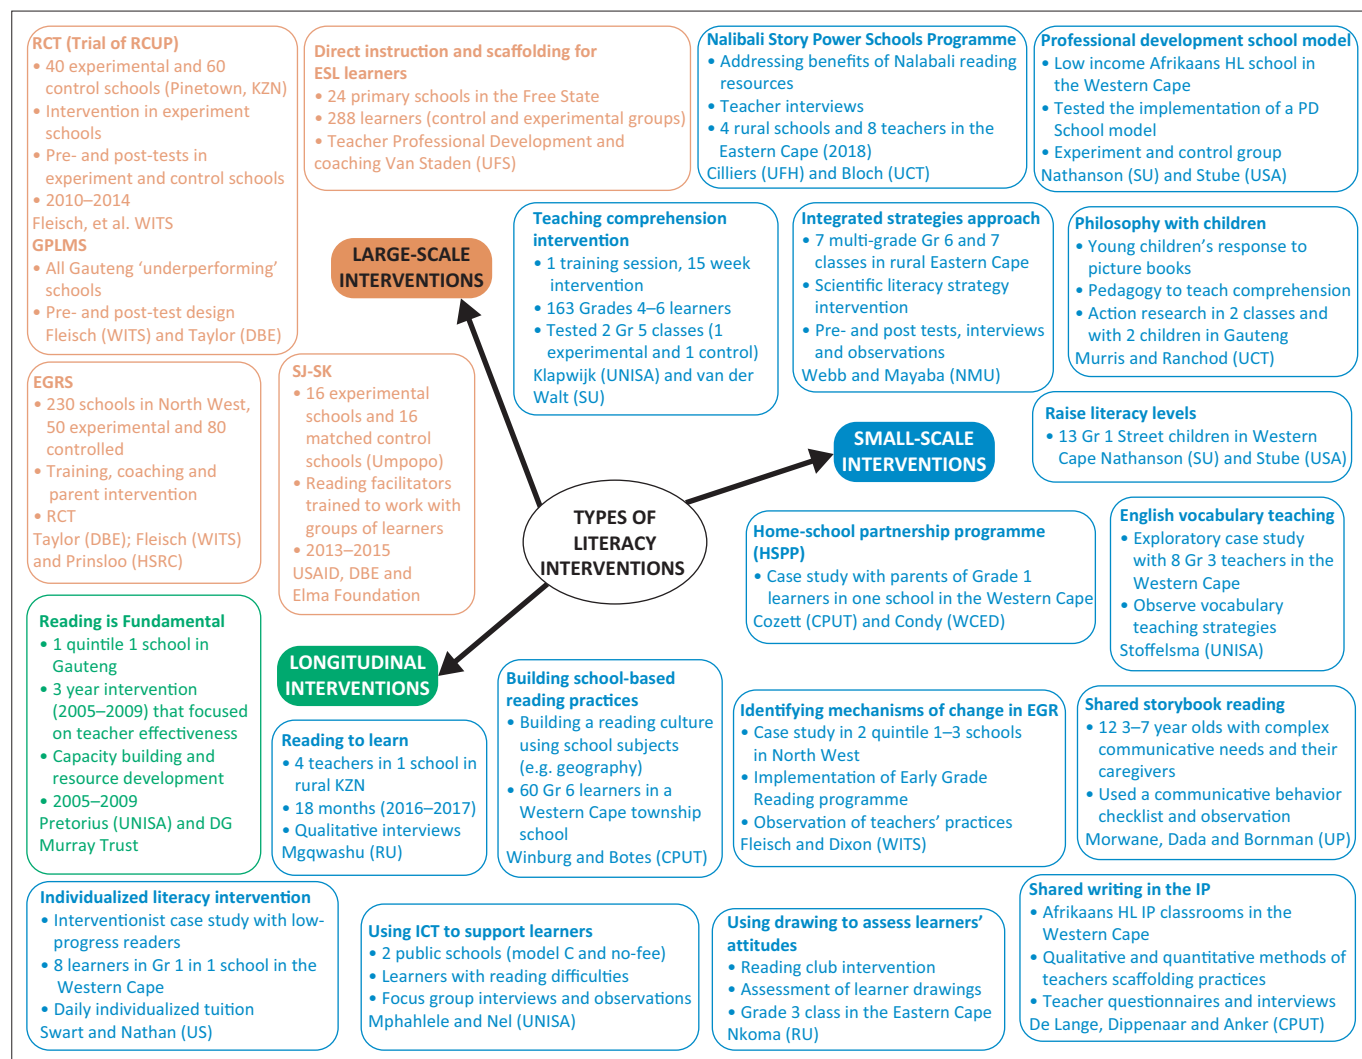 RCT (Trial of RCUP)
• 40 experimental and 60
control schools (Pinetown, KZN)
• Intervention in experiment
schools
• Pre- and post-tests in
experiment and control schools
• 2010–2014
Fleisch, et al. WITS
GPLMS
• All Gauteng ‘underperforming’
schools
• Pre- and post-test design
Fleisch (WITS) and Taylor (DBE)
Direct instruction and scaffolding for
ESL learners
• 24 primary schools in the Free State
• 288 learners (control and experimental groups)
• Teacher Professional Development and
coaching Van Staden (UFS)
Nalibali Story Power Schools Programme
• Addressing benefits of Nalabali reading
resources
• Teacher interviews
• 4 rural schools and 8 teachers in the
Eastern Cape (2018)
Cilliers (UFH) and Bloch (UCT)
Professional development school model
• Low income Afrikaans HL school in
the Western Cape
• Tested the implementation of a PD
School model
• Experiment and control group
Nathanson (SU) and Stube (USA)
LARGE-SCALE
INTERVENTIONS
Teaching comprehension
intervention
• 1 training session, 15 week
intervention
• 163 Grades 4–6 learners
• Tested 2 Gr 5 classes (1
experimental and 1 control)
Klapwijk (UNISA) and van der
Walt (SU)
Integrated strategies approach
• 7 multi-grade Gr 6 and 7
classes in rural Eastern Cape
• Scientific literacy strategy
intervention
• Pre- and post tests, interviews
and observations
Webb and Mayaba (NMU)
Philosophy with children
• Young children’s response to
picture books
• Pedagogy to teach comprehension
• Action research in 2 classes and
with 2 children in Gauteng
Murris and Ranchod (UCT)
EGRS
• 230 schools in North West,
50 experimental and 80
controlled
• Training, coaching and
parent intervention
• RCT
Taylor (DBE); Fleisch (WITS)
and Prinsloo (HSRC)
SJ-SK
• 16 experimental
schools and 16
matched control
schools (Umpopo)
• Reading facilitators
trained to work with
groups of learners
• 2013–2015
USAID, DBE and
Elma Foundation
SMALL-SCALE
INTERVENTIONS
Raise literacy levels
• 13 Gr 1 Street children in Western
Cape Nathanson (SU) and Stube (USA)
TYPES OF
LITERACY
INTERVENTIONS
Home-school partnership programme
(HSPP)
• Case study with parents of Grade 1
learners in one school in the Western Cape
Cozett (CPUT) and Condy (WCED)
English vocabulary teaching
• Exploratory case study
with 8 Gr 3 teachers in the
Western Cape
• Observe vocabulary
teaching strategies
Stoffelsma (UNISA)
Reading is Fundamental
• 1 quintile 1 school in
Gauteng
• 3 year intervention
(2005–2009) that focused
on teacher effectiveness
• Capacity building and
resource development
• 2005–2009
Pretorius (UNISA) and DG
Murray Trust
LONGITUDINAL
INTERVENTIONS
Reading to learn
• 4 teachers in 1 school in
rural KZN
• 18 months (2016–2017)
• Qualitative interviews
Mgqwashu (RU)
Building school-based
reading practices
• Building a reading culture
using school subjects
(e.g. geography)
• 60 Gr 6 learners in a
Western Cape township
school
Winburg and Botes (CPUT)
Identifying mechanisms of change in EGR
• Case study in 2 quintile 1–3 schools
in North West
• Implementation of Early Grade
Reading programme
• Observation of teachers’ practices
Fleisch and Dixon (WITS)
Shared storybook reading
• 12 3–7 year olds with complex
communicative needs and their
caregivers
• Used a communicative behavior
checklist and observation
Morwane, Dada and Bornman (UP)
Individualized literacy intervention
• Interventionist case study with low-
progress readers
• 8 learners in Gr 1 in 1 school in the
Western Cape
• Daily individualized tuition
Swart and Nathan (US)
Using ICT to support learners
• 2 public schools (model C and no-fee)
• Learners with reading difficulties
• Focus group interviews and observations
Mphahlele and Nel (UNISA)
Using drawing to assess learners’
attitudes
• Reading club intervention
• Assessment of learner drawings
• Grade 3 class in the Eastern Cape
Nkoma (RU)
Shared writing in the IP
• Afrikaans HL IP classrooms in the
Western Cape
• Qualitative and quantitative methods of
teachers scaffolding practices
• Teacher questionnaires and interviews
De Lange, Dippenaar and Anker (CPUT)